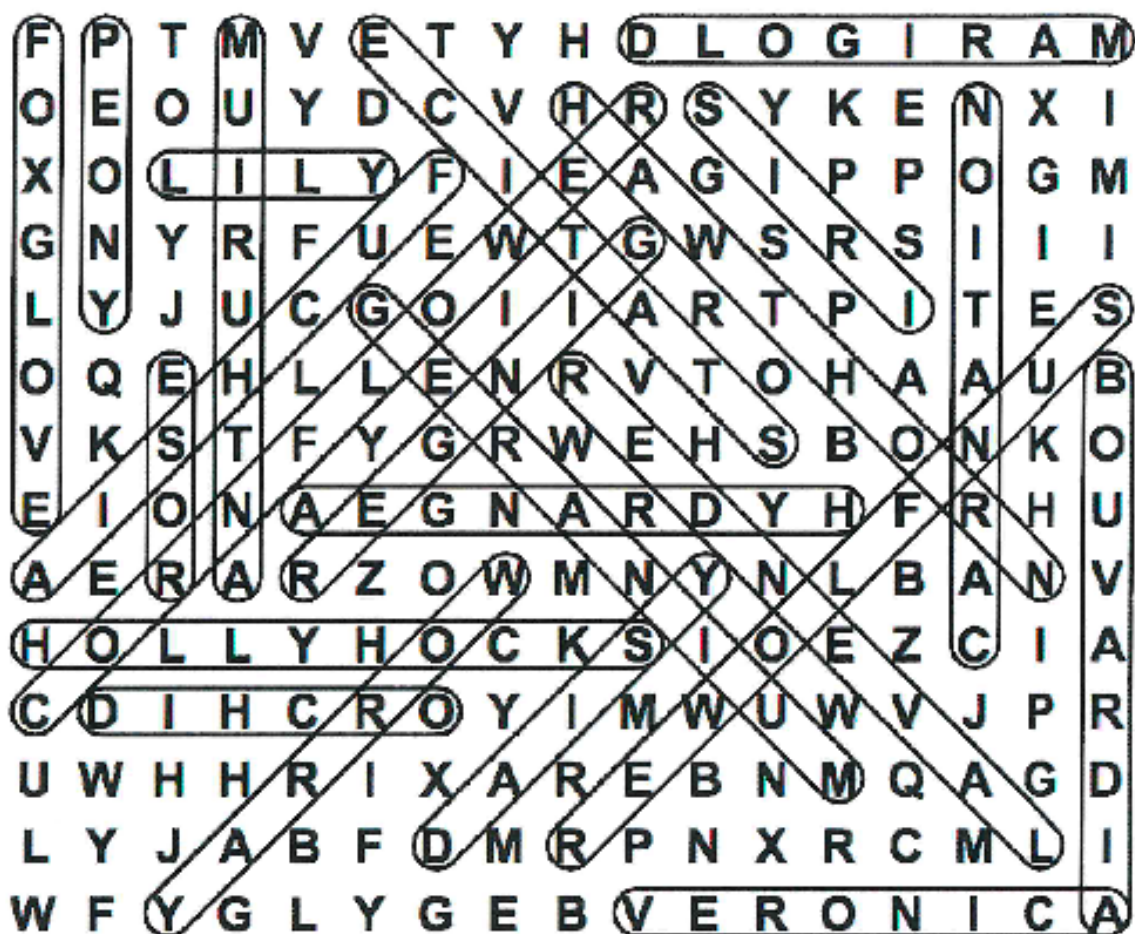 F P T M V E T Y H D L O G I R A M
O E O U Y D C V H R S Y K E N X I
X O L I L Y F I E A G I P P O G M
G N Y R F U E W T G W S R S I I I
L Y J U C G O I I A R T P I T E S
O Q E H L L E N R V T O H A A U B
V K S T F Y G R W E H S B O N K O
E I O N A E G N A R D Y H F R H U
A E R A R Z O W M N Y N L B A N V
H O L L Y H O C K S I O E Z C I A
C D I H C R O Y I M W U W V J P R
U W H H R I X A R E B N M Q A G D
L Y J A B F D M R P N X R C M L I
W F Y G L Y G E B V E R O N I C A